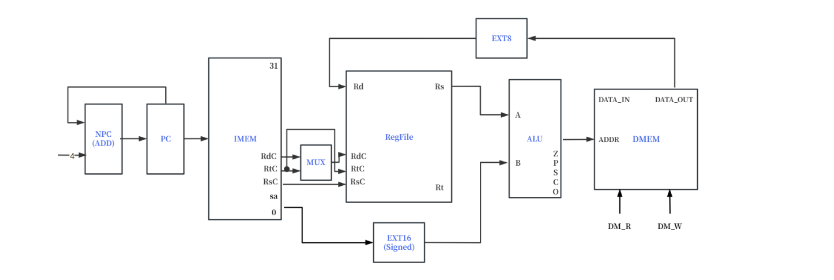 EXT8
31
Rd
Rs
DATA_IN
DATA_OUT
NPC
(ADD)
PC
IMEM
RegFile
A
ALU
ADDR
DMEM
4
RdC
RtC
RsC
MUX
RdC
RtC
RsC
B
Z
P
S
C
O
sa
0
Rt
EXT16
(Signed)
DM_R
DM_W